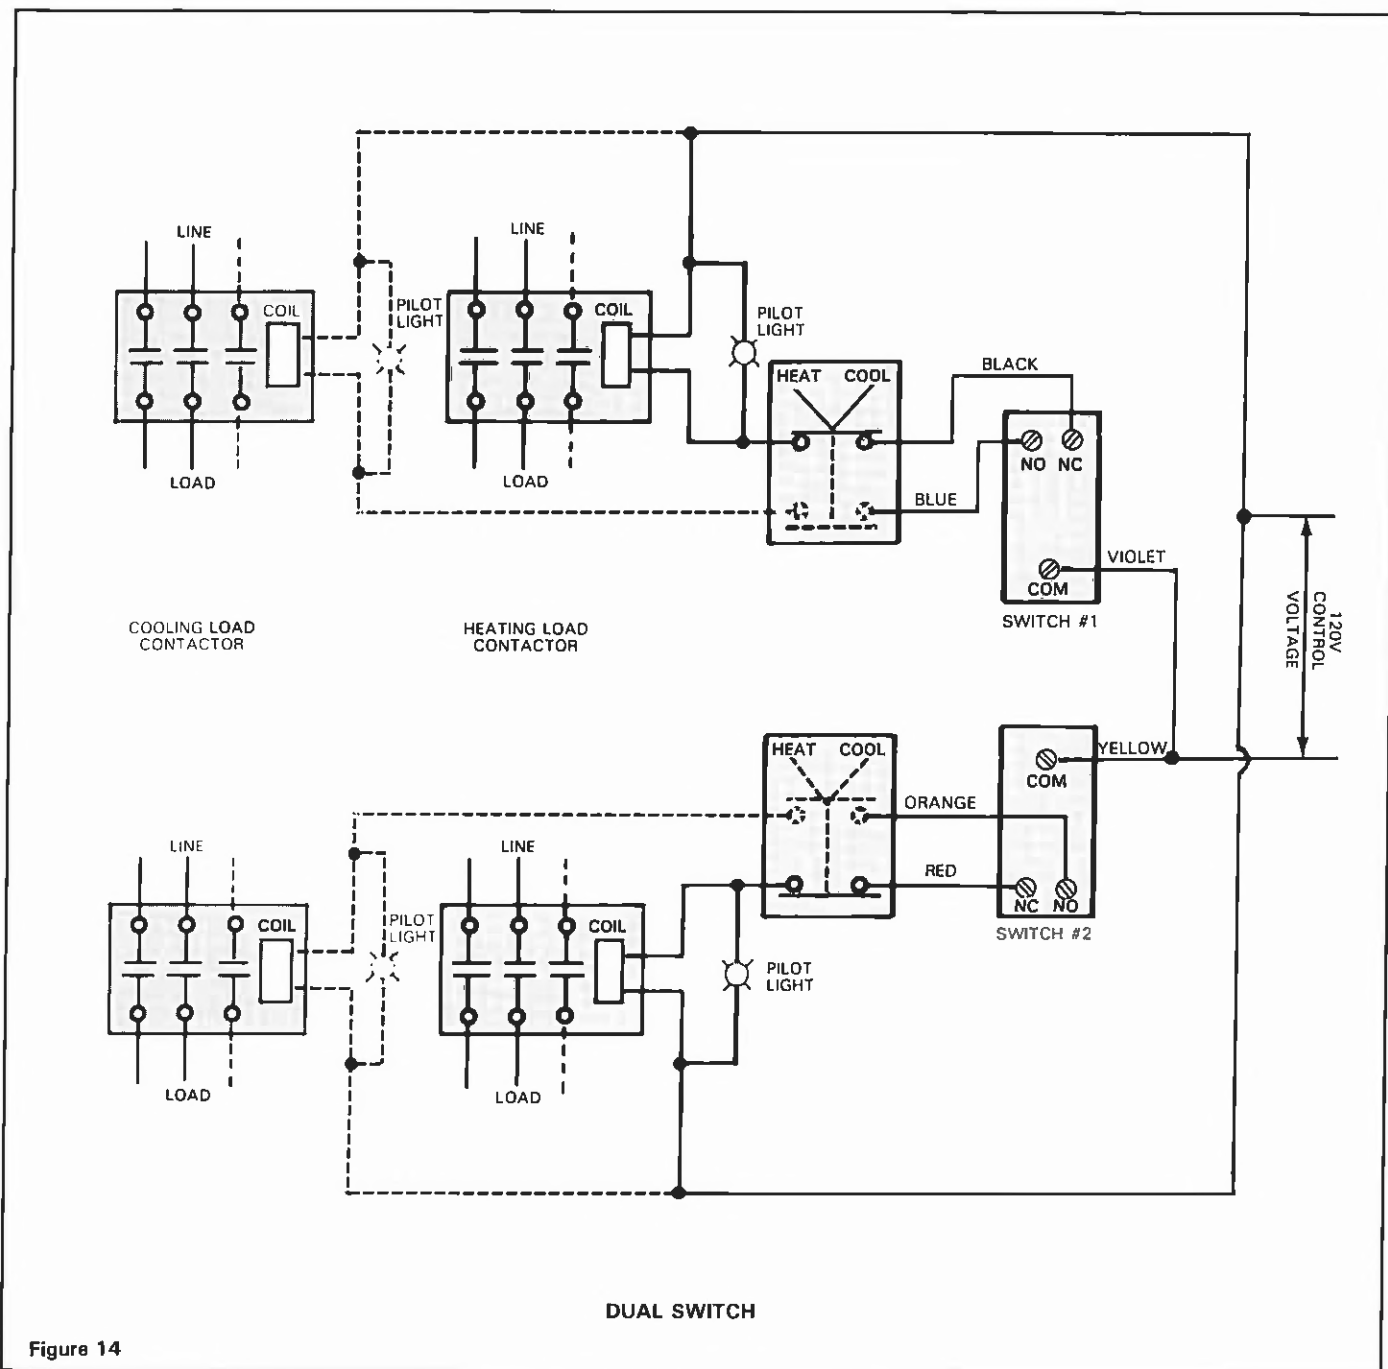 LINE
LINE
COIL
PILOT
LIGHT
COIL
PILOT
LIGHT
HEAT COOL
BLACK
NO NC
LOAD
LOAD
BLUE
VIOLET
COM
SWITCH #1
120V
CONTROL
VOLTAGE
COOLING LOAD
CONTACTOR
HEATING LOAD
CONTACTOR
HEAT COOL
YELLOW
COM
ORANGE
LINE
LINE
RED
NC NO
COIL
PILOT
LIGHT
COIL
SWITCH #2
PILOT
LIGHT
LOAD
LOAD
DUAL SWITCH
Figure 14